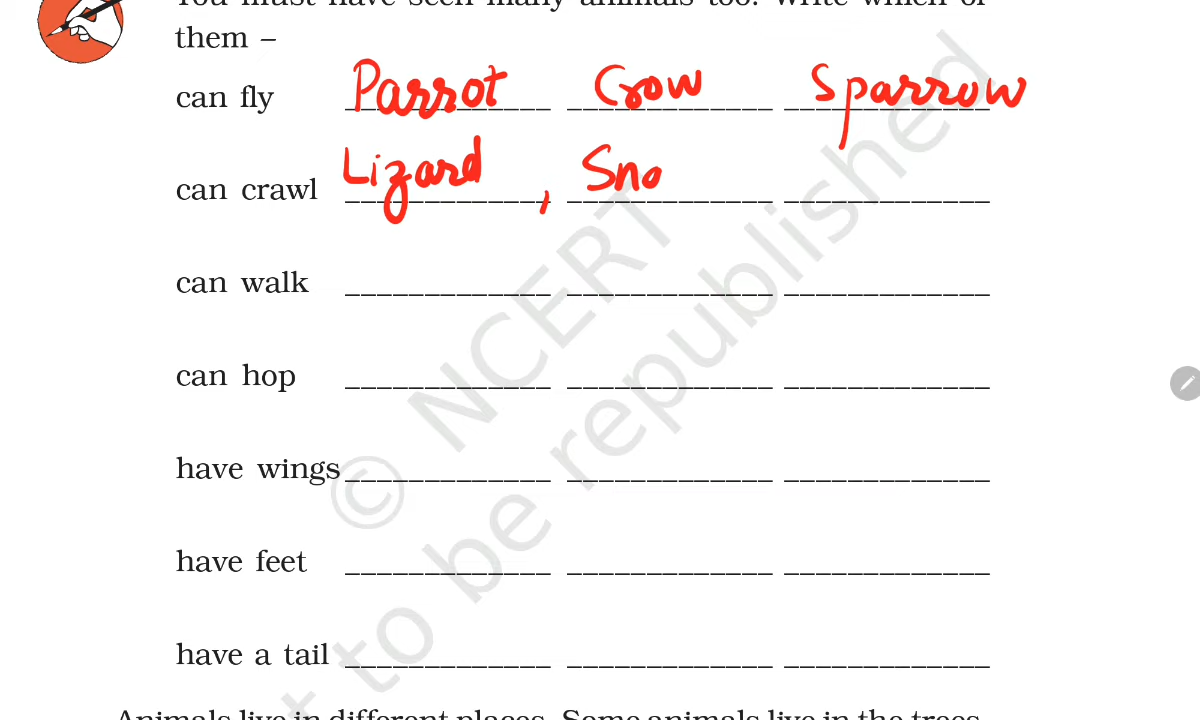 You must have seen many animals too. Write which of
them –
can fly Parrot Crow Sparrow
can crawl Lizard , Sna
can walk
can hop
have wings
have feet
have a tail
Animals live in different places. Some animals live in the trees,
© NCERT
not to be republished